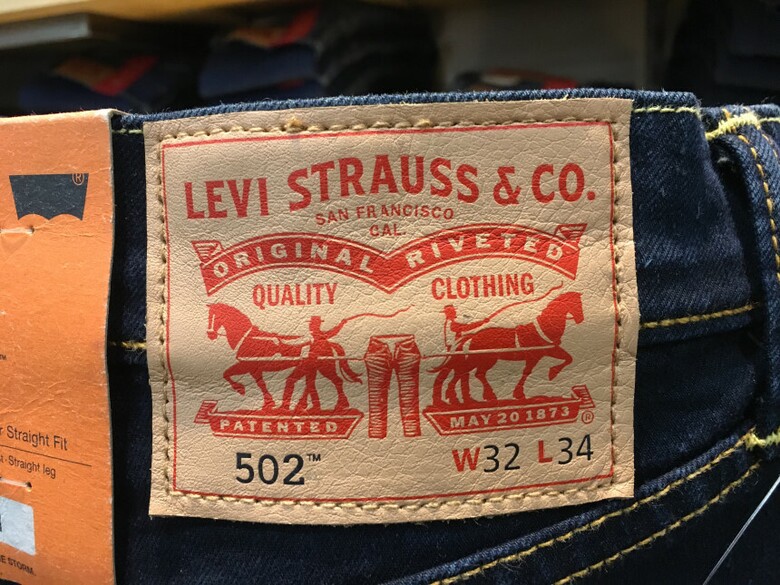 LEVI STRAUSS & CO.
SAN FRANCISCO
CAL
ORIGINAL RIVETED
QUALITY CLOTHING
PATENTED MAY 20 1873 ®
502™
W32 L34
®
Straight Fit
Straight leg
STORM.